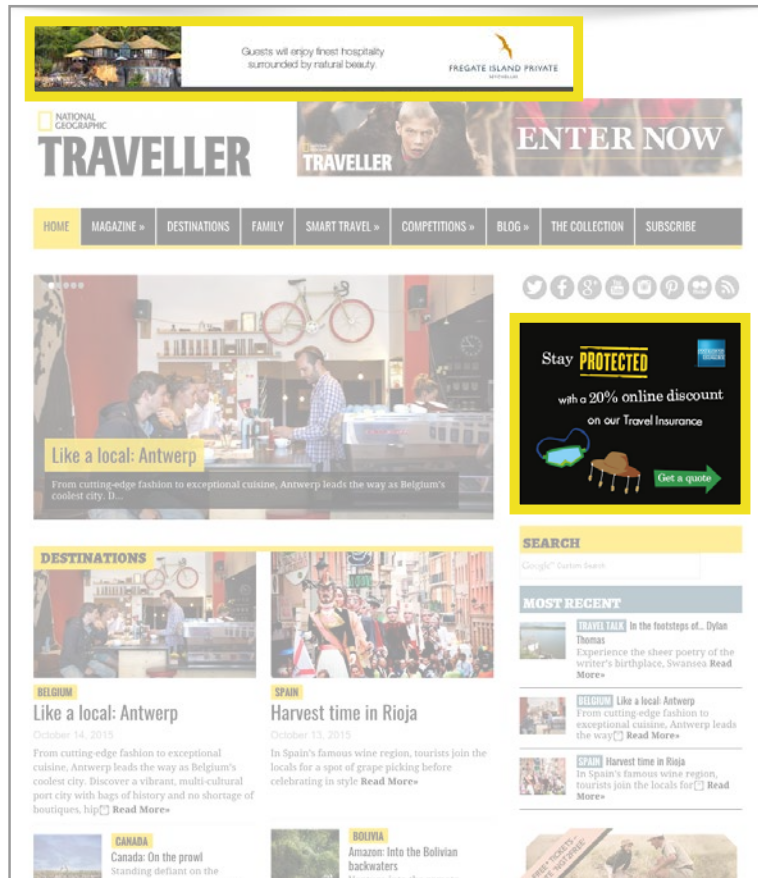 Guests will enjoy finest hospitality
surrounded by natural beauty.
FREGATE ISLAND PRIVATE
SEYCHELLES
NATIONAL
GEOGRAPHIC
TRAVELLER
TRAVELLER
ENTER NOW
HOME
MAGAZINE »
DESTINATIONS
FAMILY
SMART TRAVEL »
COMPETITIONS »
BLOG »
THE COLLECTION
SUBSCRIBE
Like a local: Antwerp
From cutting-edge fashion to exceptional cuisine, Antwerp leads the way as Belgium's
coolest city. D...
Stay PROTECTED
with a 20% online discount
on our Travel Insurance
Get a quote
DESTINATIONS
BELGIUM
Like a local: Antwerp
October 14, 2015
From cutting-edge fashion to exceptional
cuisine, Antwerp leads the way as Belgium's
coolest city. Discover a vibrant, multi-cultural
port city with bags of history and no shortage of
boutiques, hip Read More»
SPAIN
Harvest time in Rioja
October 13, 2015
In Spain's famous wine region, tourists join the
locals for a spot of grape picking before
celebrating in style Read More»
CANADA
Canada: On the prowl
Standing defiant on the
BOLIVIA
Amazon: Into the Bolivian
backwaters
SEARCH
Google™ Custom Search
MOST RECENT
TRAVEL TALK In the footsteps of... Dylan
Thomas
Experience the sheer poetry of the
writer's birthplace, Swansea Read
More»
BELGIUM Like a local: Antwerp
From cutting-edge fashion to
exceptional cuisine, Antwerp leads
the way Read More»
SPAIN Harvest time in Rioja
In Spain's famous wine region,
tourists join the locals for Read
More»